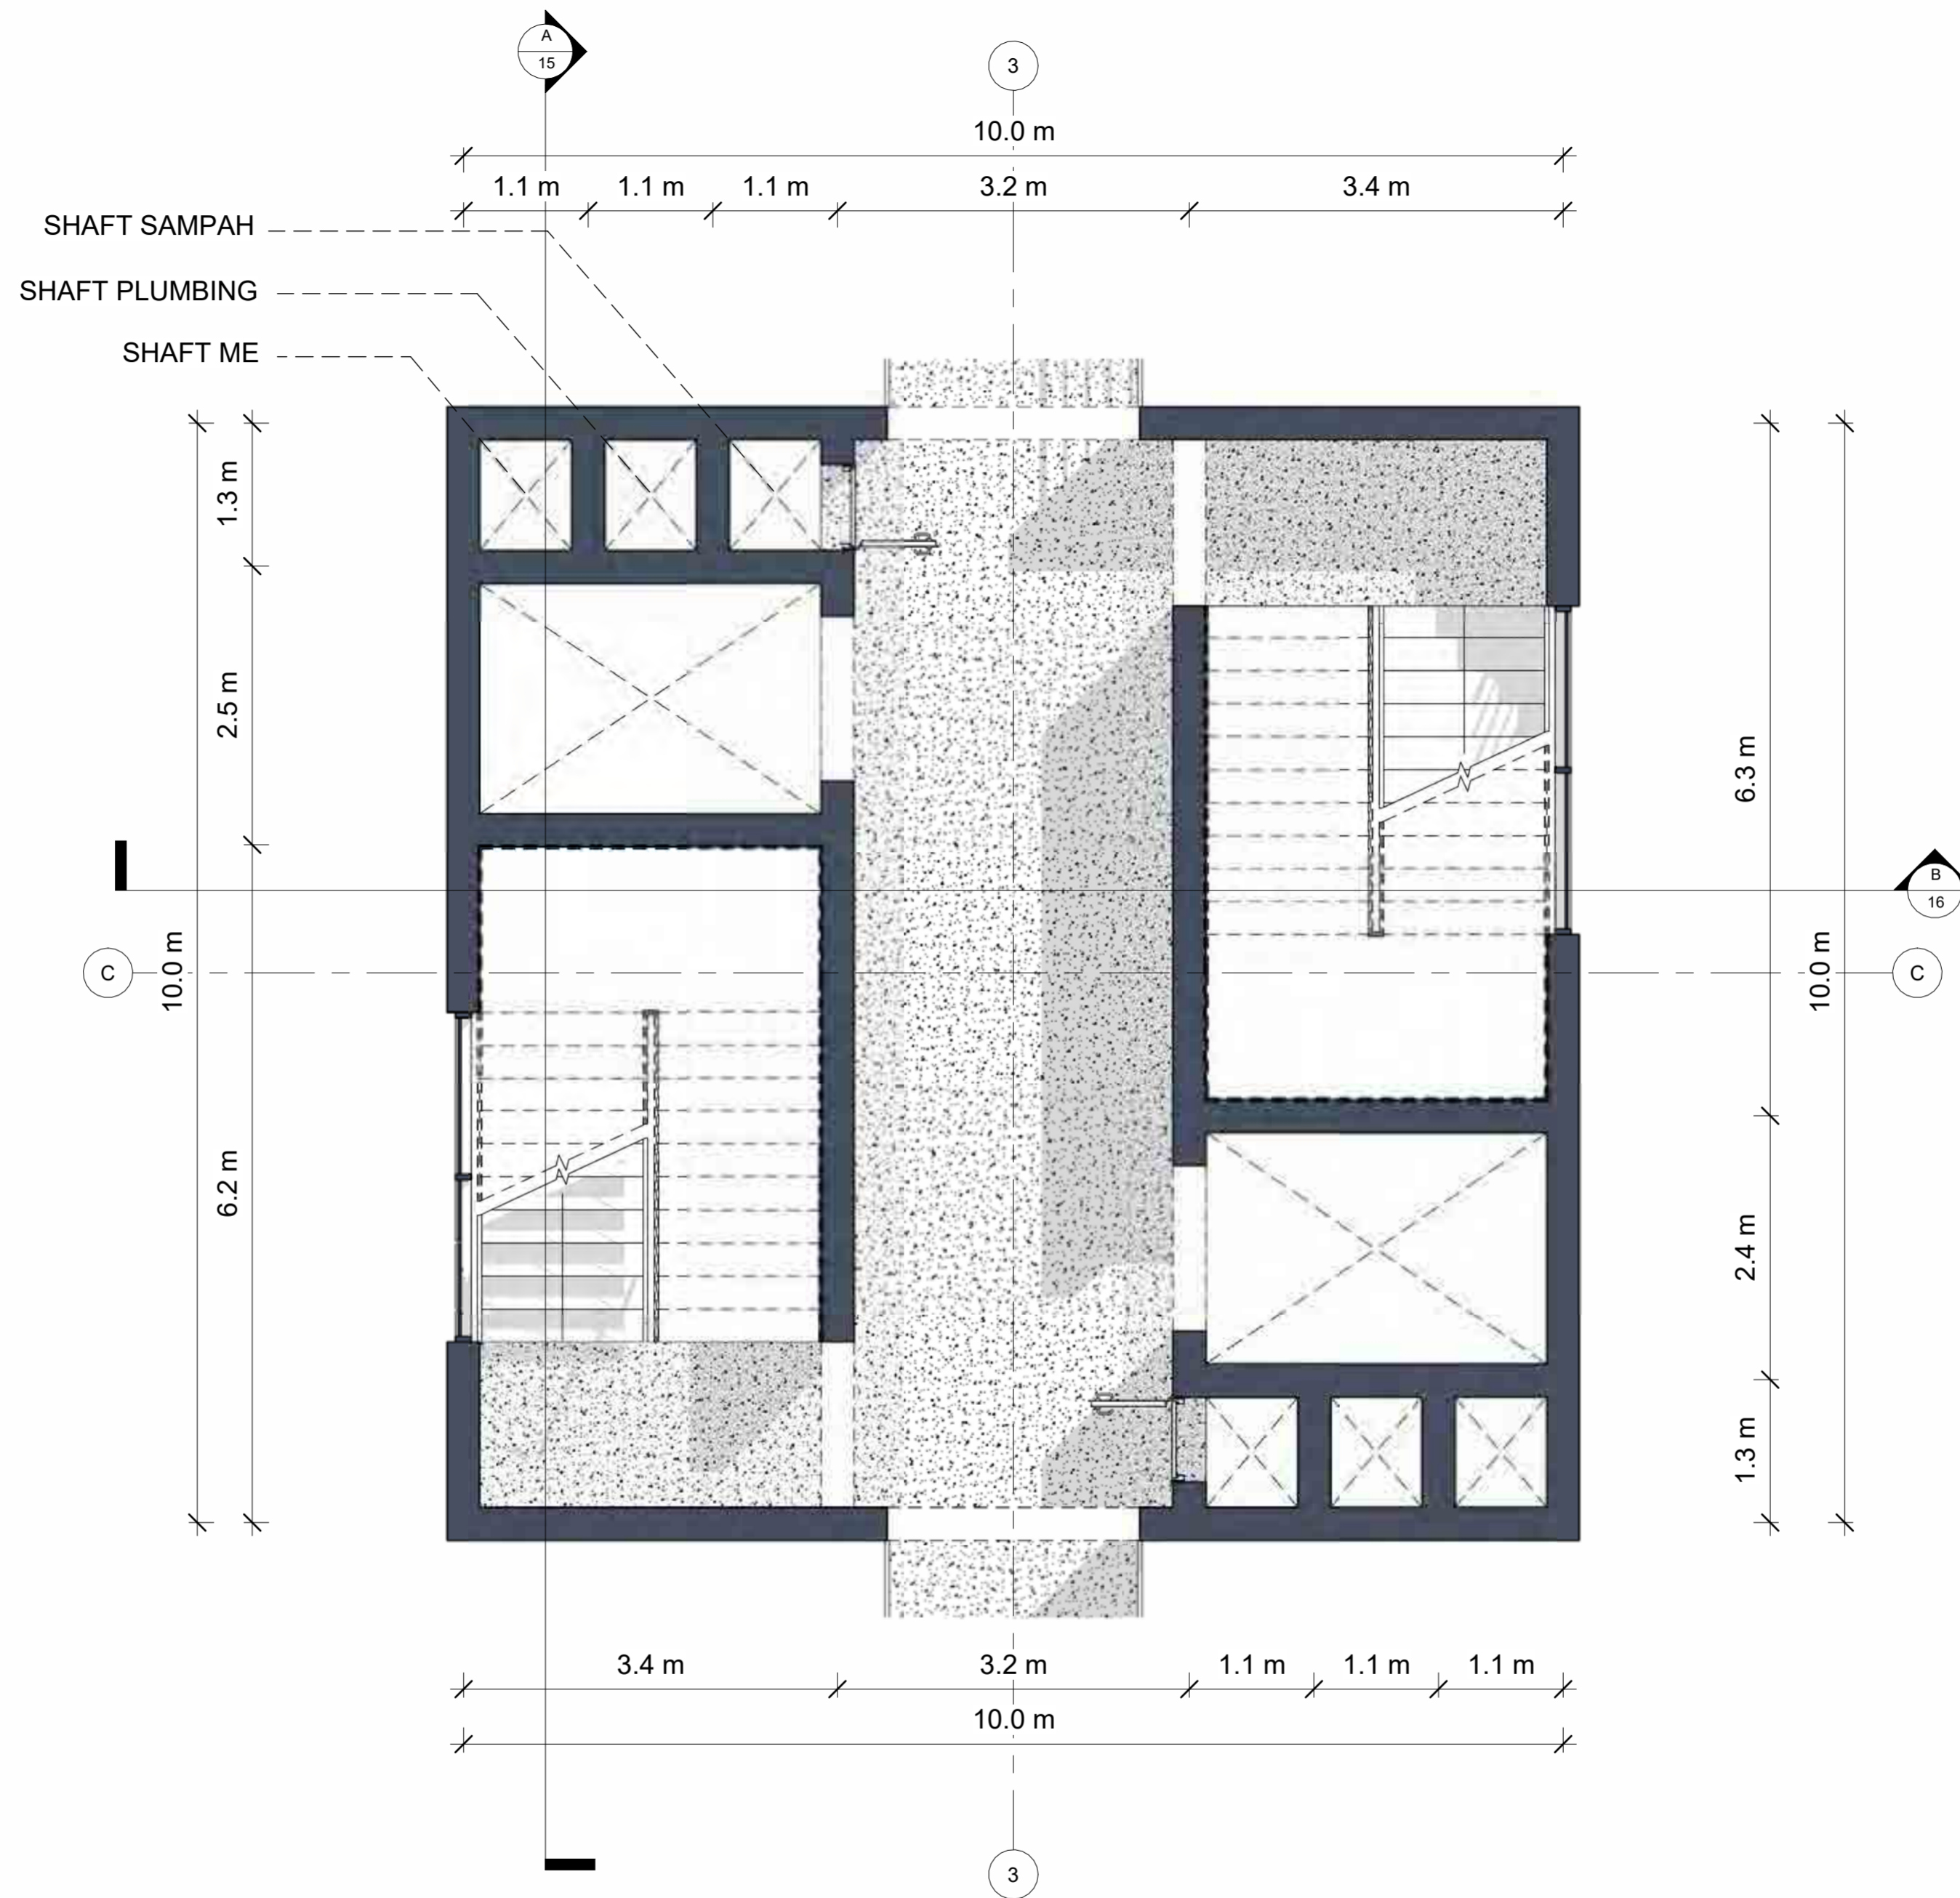 A
15
3
10.0 m
1.1 m 1.1 m 1.1 m 3.2 m 3.4 m
SHAFT SAMPAH
SHAFT PLUMBING
SHAFT ME
1.3 m
2.5 m
6.2 m
10.0 m
C
6.3 m
2.4 m
1.3 m
10.0 m
B
16
C
3.4 m 3.2 m 1.1 m 1.1 m 1.1 m
10.0 m
3